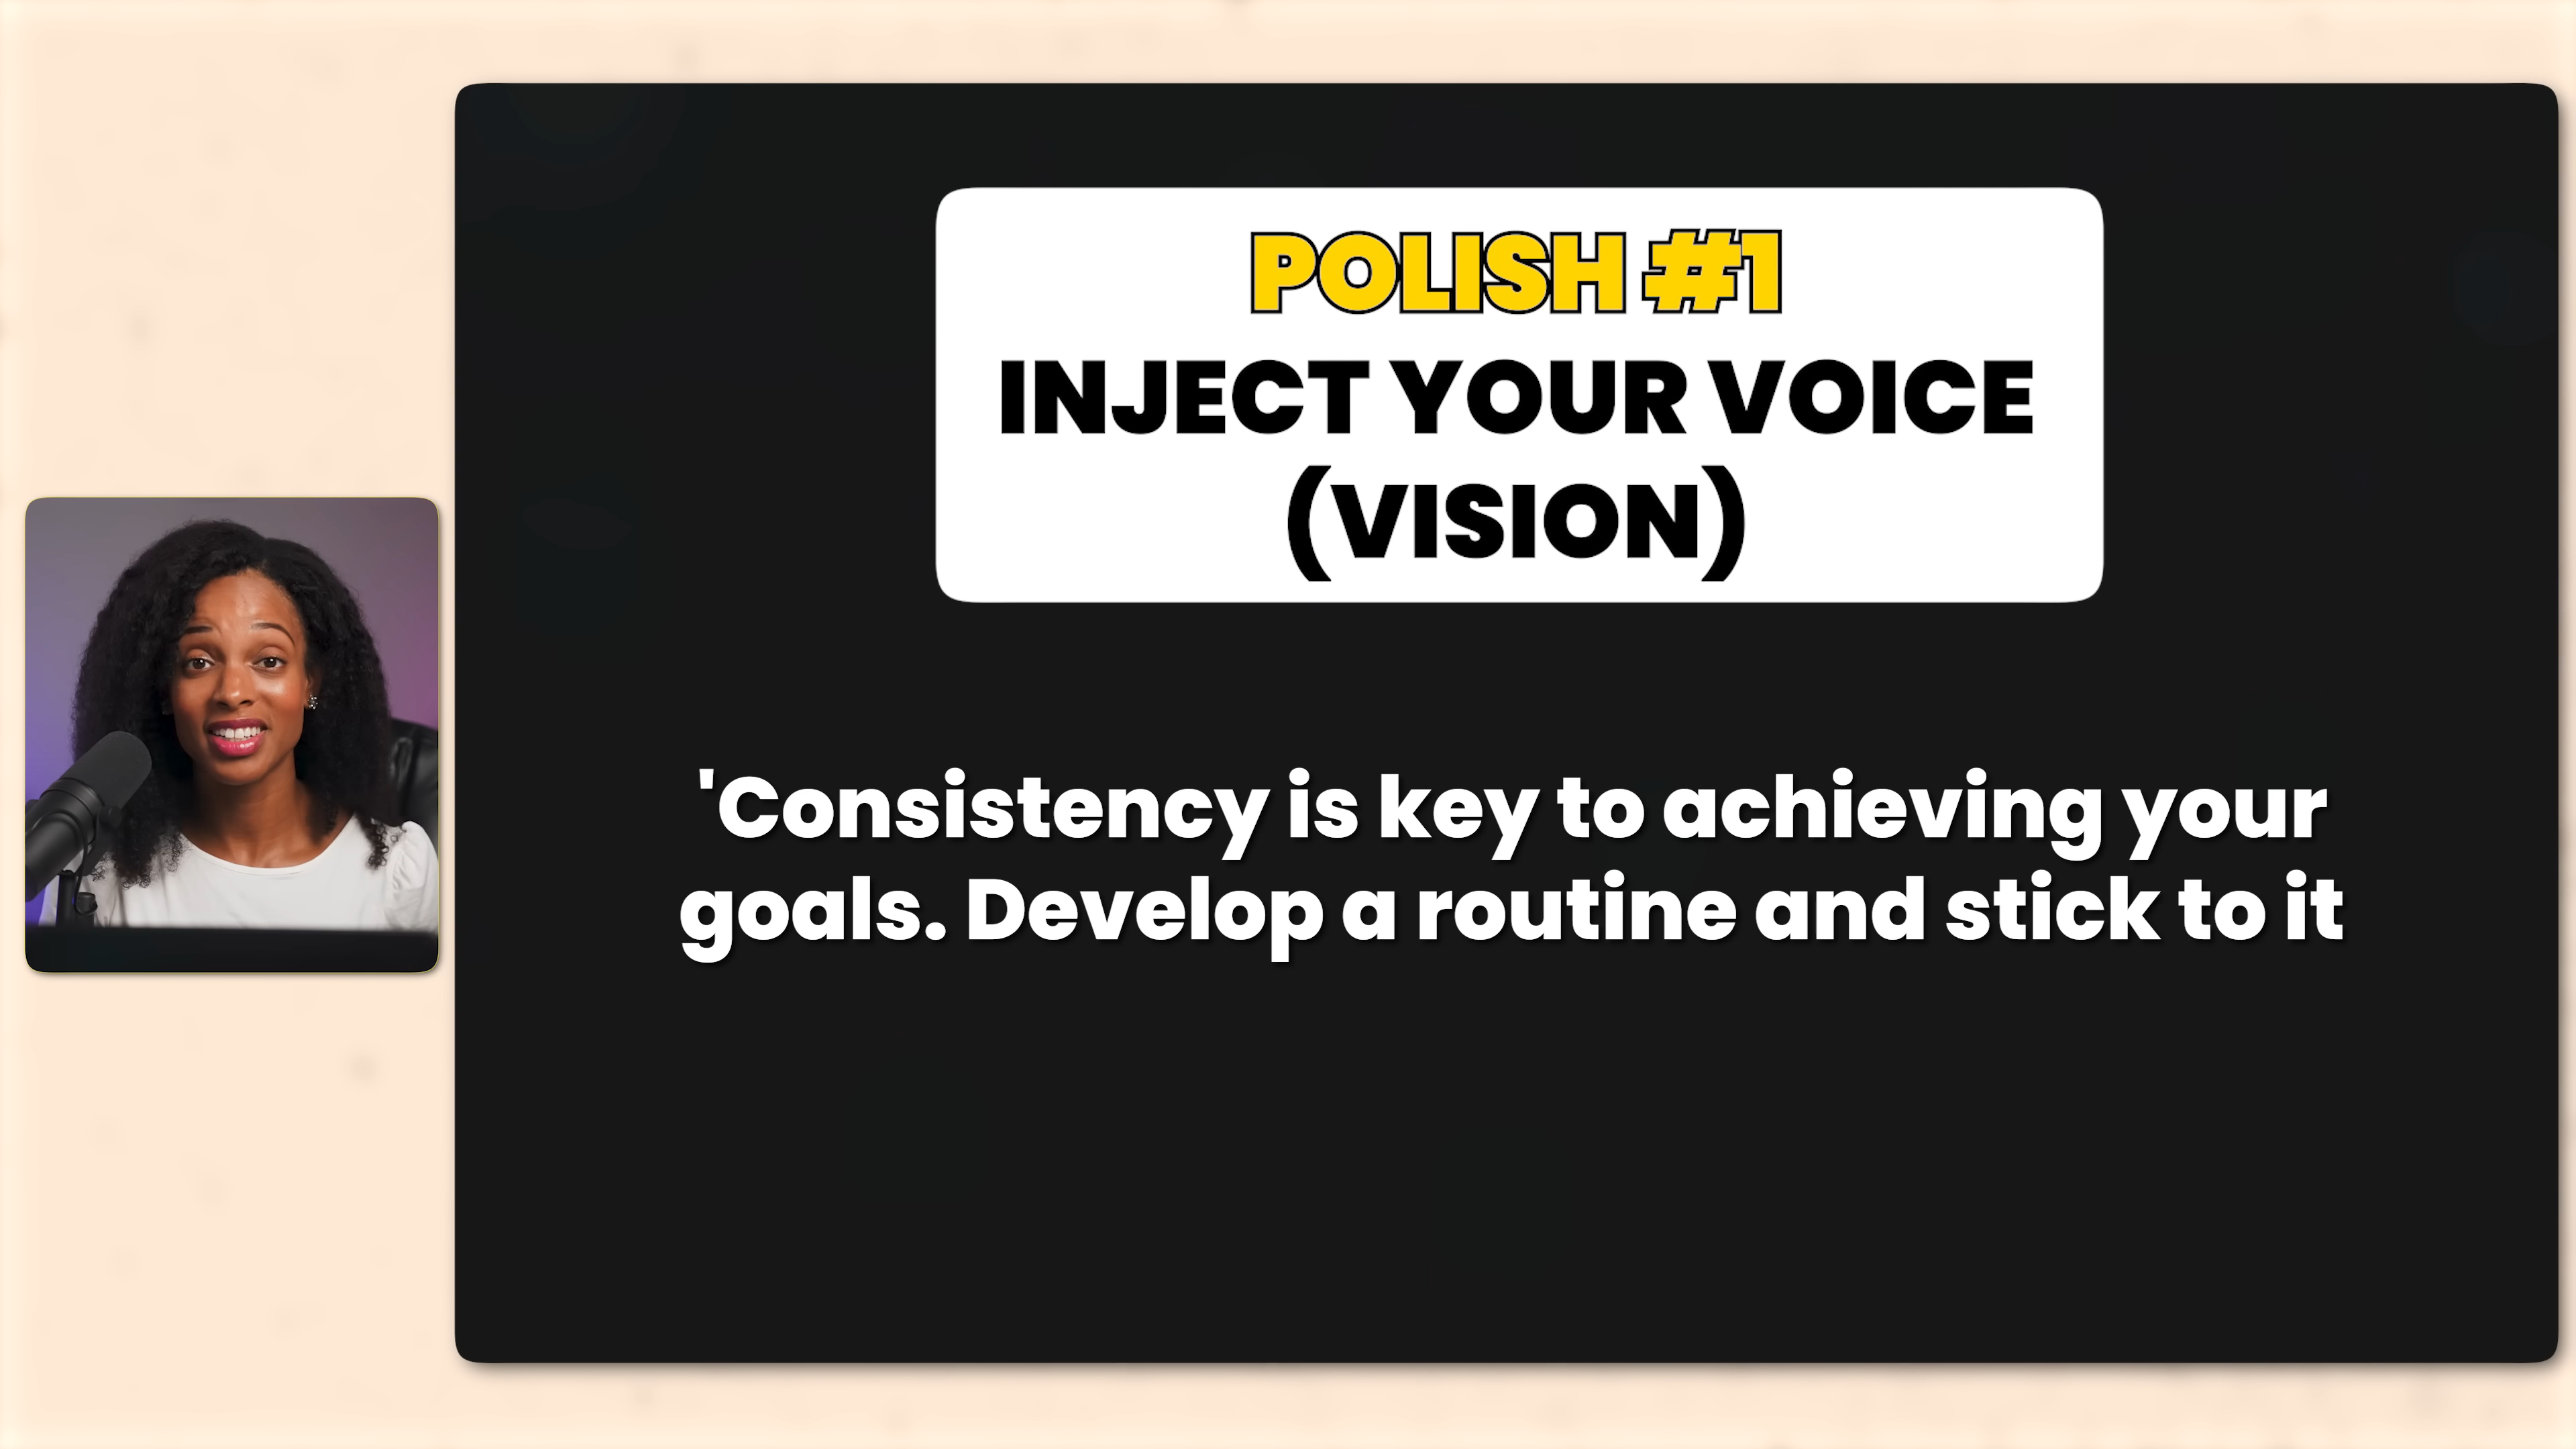 POLISH #1
INJECT YOUR VOICE
(VISION)
'Consistency is key to achieving your
goals. Develop a routine and stick to it